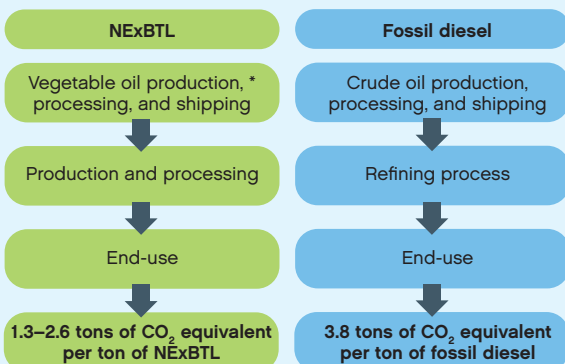 NExBTL
Vegetable oil production, *
processing, and shipping
Production and processing
End-use
1.3–2.6 tons of CO₂ equivalent
per ton of NExBTL
Fossil diesel
Crude oil production,
processing, and shipping
Refining process
End-use
3.8 tons of CO₂ equivalent
per ton of fossil diesel